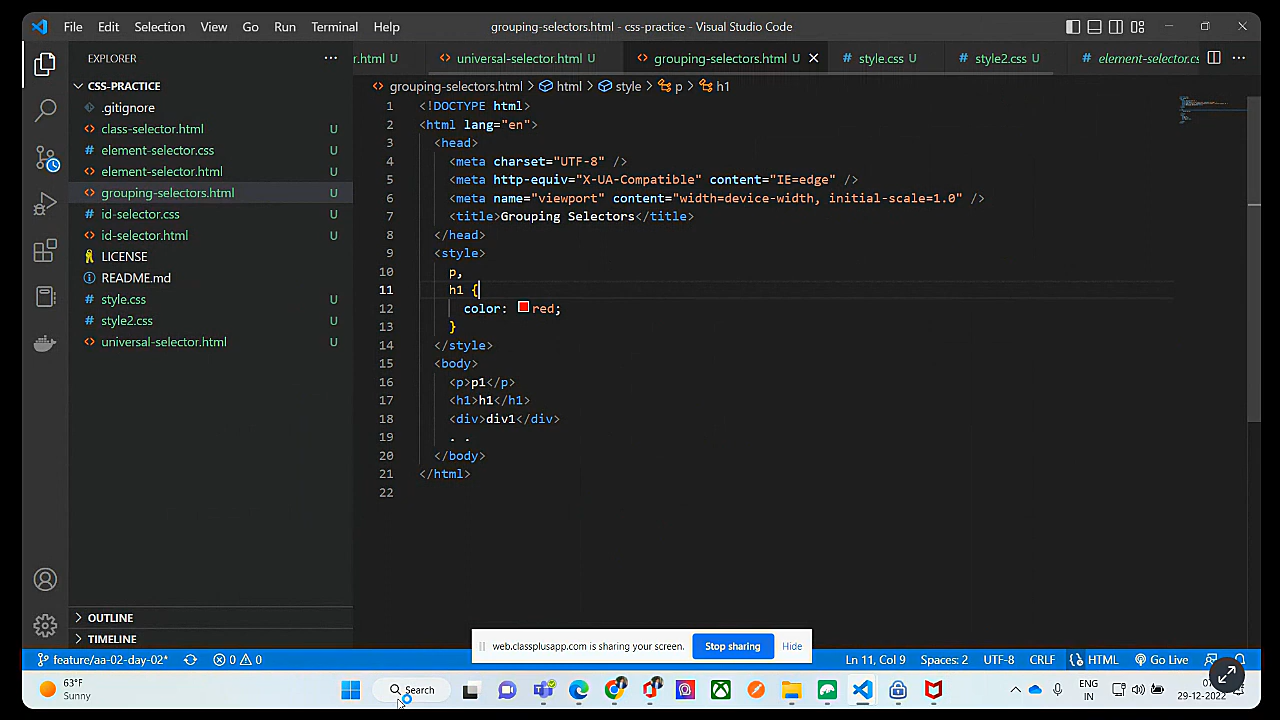 File Edit Selection View Go Run Terminal Help
grouping-selectors.html - css-practice - Visual Studio Code
EXPLORER
r.html U
universal-selector.html U
grouping-selectors.html U
style.css U
style2.css U
element-selector.cs
CSS-PRACTICE
.gitignore
class-selector.html U
element-selector.css U
element-selector.html U
grouping-selectors.html U
id-selector.css U
id-selector.html U
LICENSE
README.md
style.css U
style2.css U
universal-selector.html U
OUTLINE
TIMELINE
grouping-selectors.html > html > style > p > h1
1 <!DOCTYPE html>
2 <html lang="en">
3 <head>
4 <meta charset="UTF-8" />
5 <meta http-equiv="X-UA-Compatible" content="IE=edge" />
6 <meta name="viewport" content="width=device-width, initial-scale=1.0" />
7 <title>Grouping Selectors</title>
8 </head>
9 <style>
10 p,
11 h1 {
12 color: red;
13 }
14 </style>
15 <body>
16 <p>p1</p>
17 <h1>h1</h1>
18 <div>div1</div>
19 . .
20 </body>
21 </html>
22
web.classplusapp.com is sharing your screen. Stop sharing Hide
feature/aa-02-day-02* 0 0 Ln 11, Col 9 Spaces: 2 UTF-8 CRLF HTML Go Live
63°F
Sunny
Search
ENG
IN
29-12-2022